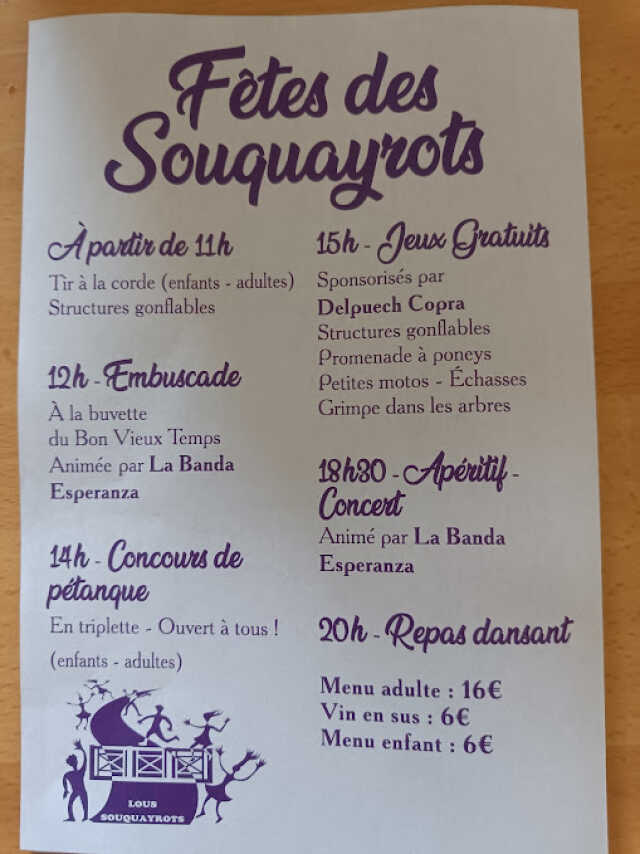 Fêtes des
Souquayrots
À partir de 11h
Tir à la corde (enfants - adultes)
Structures gonflables
12h - Embuscade
À la buvette
du Bon Vieux Temps
Animée par La Banda
Esperanza
14h - Concours de
pétanque
En triplette - Ouvert à tous !
(enfants - adultes)
LOUS
SOUQUAYROTS
15h - Jeux Gratuits
Sponsorisés par
Delpuech Copra
Structures gonflables
Promenade à poneys
Petites motos - Échasses
Grimpe dans les arbres
18h30 - Apéritif -
Concert
Animé par La Banda
Esperanza
20h - Repas dansant
Menu adulte : 16€
Vin en sus : 6€
Menu enfant : 6€